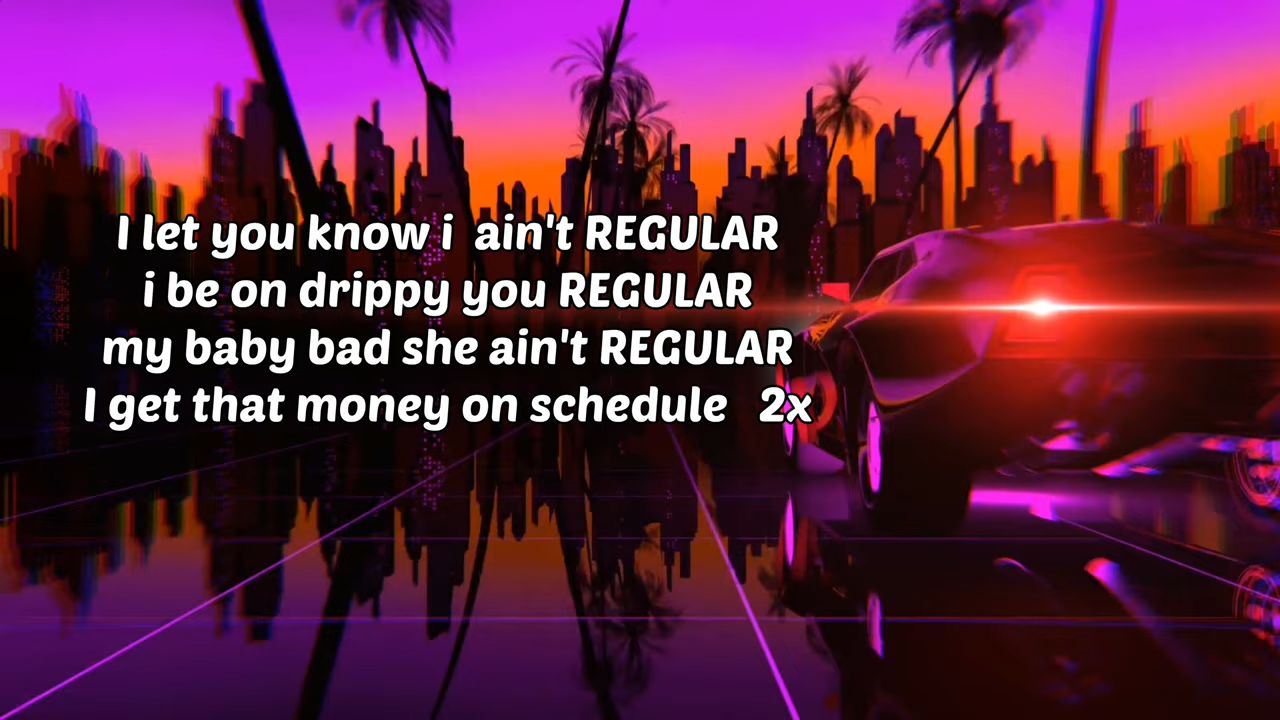 I let you know i  ain't REGULAR
i be on drippy you REGULAR
my baby bad she ain't REGULAR
I get that money on schedule   2x